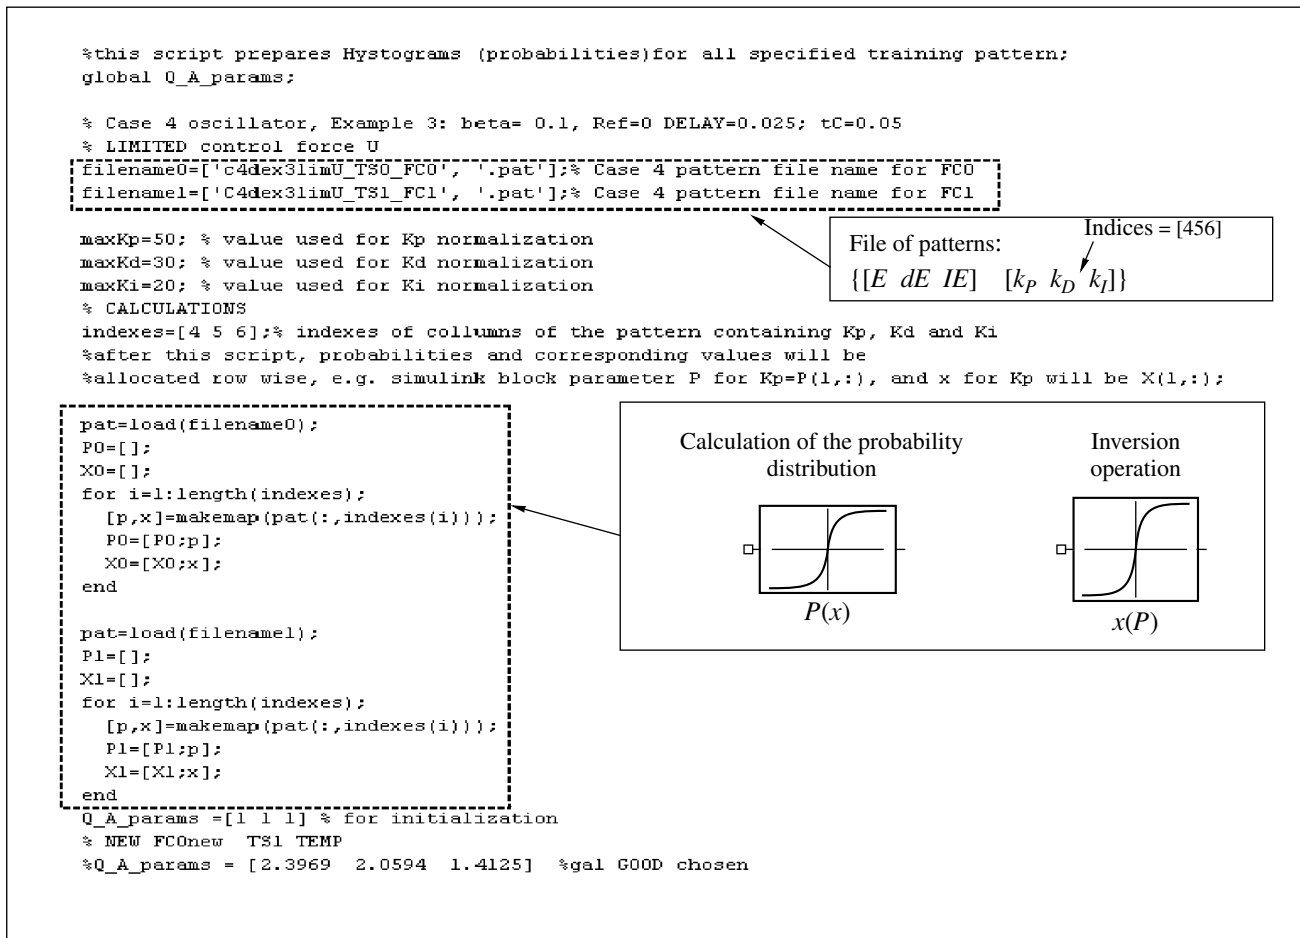 %this script prepares Hystograms (probabilities)for all specified training pattern;
global Q_A_params;
% Case 4 oscillator, Example 3: beta= 0.1, Ref=0 DELAY=0.025; tC=0.05
% LIMITED control force U
filename0=['c4dex3limU_TS0_FC0', '.pat'];% Case 4 pattern file name for FC0
filename1=['C4dex3limU_TS1_FC1', '.pat'];% Case 4 pattern file name for FC1
Indices = [456]
File of patterns:
{[E dE IE] [k_P k_D k_I]}
maxKp=50; % value used for Kp normalization
maxKd=30; % value used for Kd normalization
maxKi=20; % value used for Ki normalization
% CALCULATIONS
indexes=[4 5 6];% indexes of collumns of the pattern containing Kp, Kd and Ki
%after this script, probabilities and corresponding values will be
%allocated row wise, e.g. simulink block parameter P for Kp=P(1,:), and x for Kp will be X(1,:);
pat=load(filename0);
P0=[];
X0=[];
for i=1:length(indexes);
[p,x]=makemap(pat(:,indexes(i)));
P0=[P0;p];
X0=[X0;x];
end
pat=load(filename1);
P1=[];
X1=[];
for i=1:length(indexes);
[p,x]=makemap(pat(:,indexes(i)));
P1=[P1;p];
X1=[X1;x];
end
Calculation of the probability
distribution
P(x)
Inversion
operation
x(P)
Q_A_params =[1 1 1] % for initialization
% NEW FC0new TS1 TEMP
%Q_A_params = [2.3969 2.0594 1.4125] %gal GOOD chosen